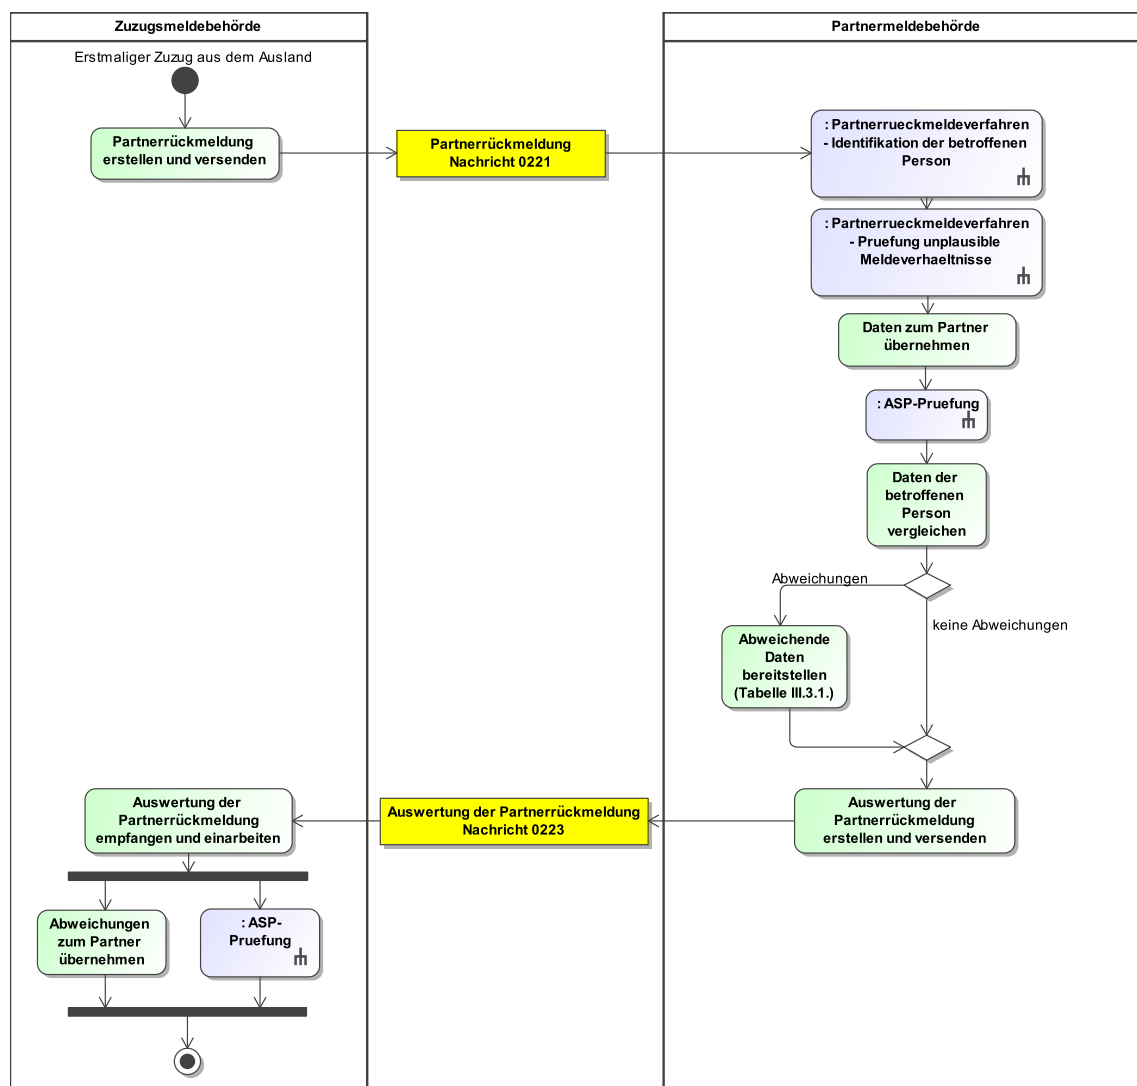 Zuzugsmeldebehörde
Partnermeldebehörde
Erstmaliger Zuzug aus dem Ausland
Partnerrückmeldung
erstellen und versenden
Partnerrückmeldung
Nachricht 0221
: Partnerrueckmeldeverfahren
- Identifikation der betroffenen
Person
: Partnerrueckmeldeverfahren
- Pruefung unplausible
Meldeverhaeltnisse
Daten zum Partner
übernehmen
: ASP-Pruefung
Daten der
betroffenen
Person
vergleichen
Abweichungen
keine Abweichungen
Abweichende
Daten
bereitstellen
(Tabelle III.3.1.)
Auswertung der
Partnerrückmeldung
erstellen und versenden
Auswertung der Partnerrückmeldung
Nachricht 0223
Auswertung der
Partnerrückmeldung
empfangen und einarbeiten
Abweichungen
zum Partner
übernehmen
: ASP-
Pruefung